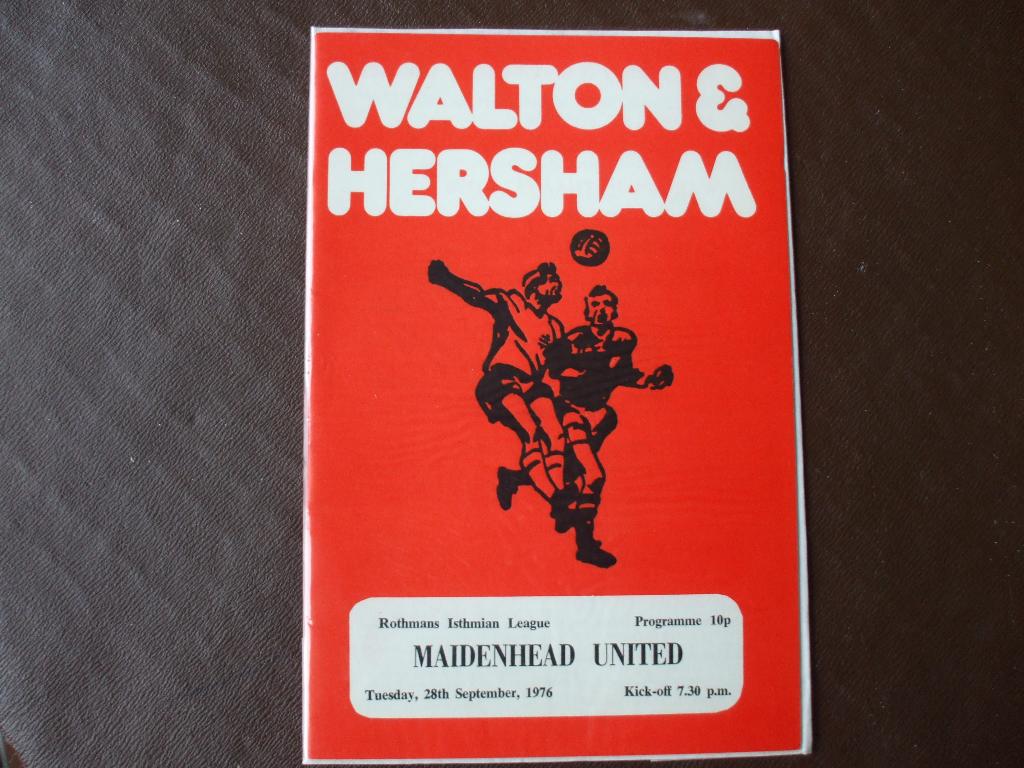 WALTON &
HERSHAM
Rothmans Isthmian League Programme 10p
MAIDENHEAD UNITED
Tuesday, 28th September, 1976 Kick-off 7.30 p.m.